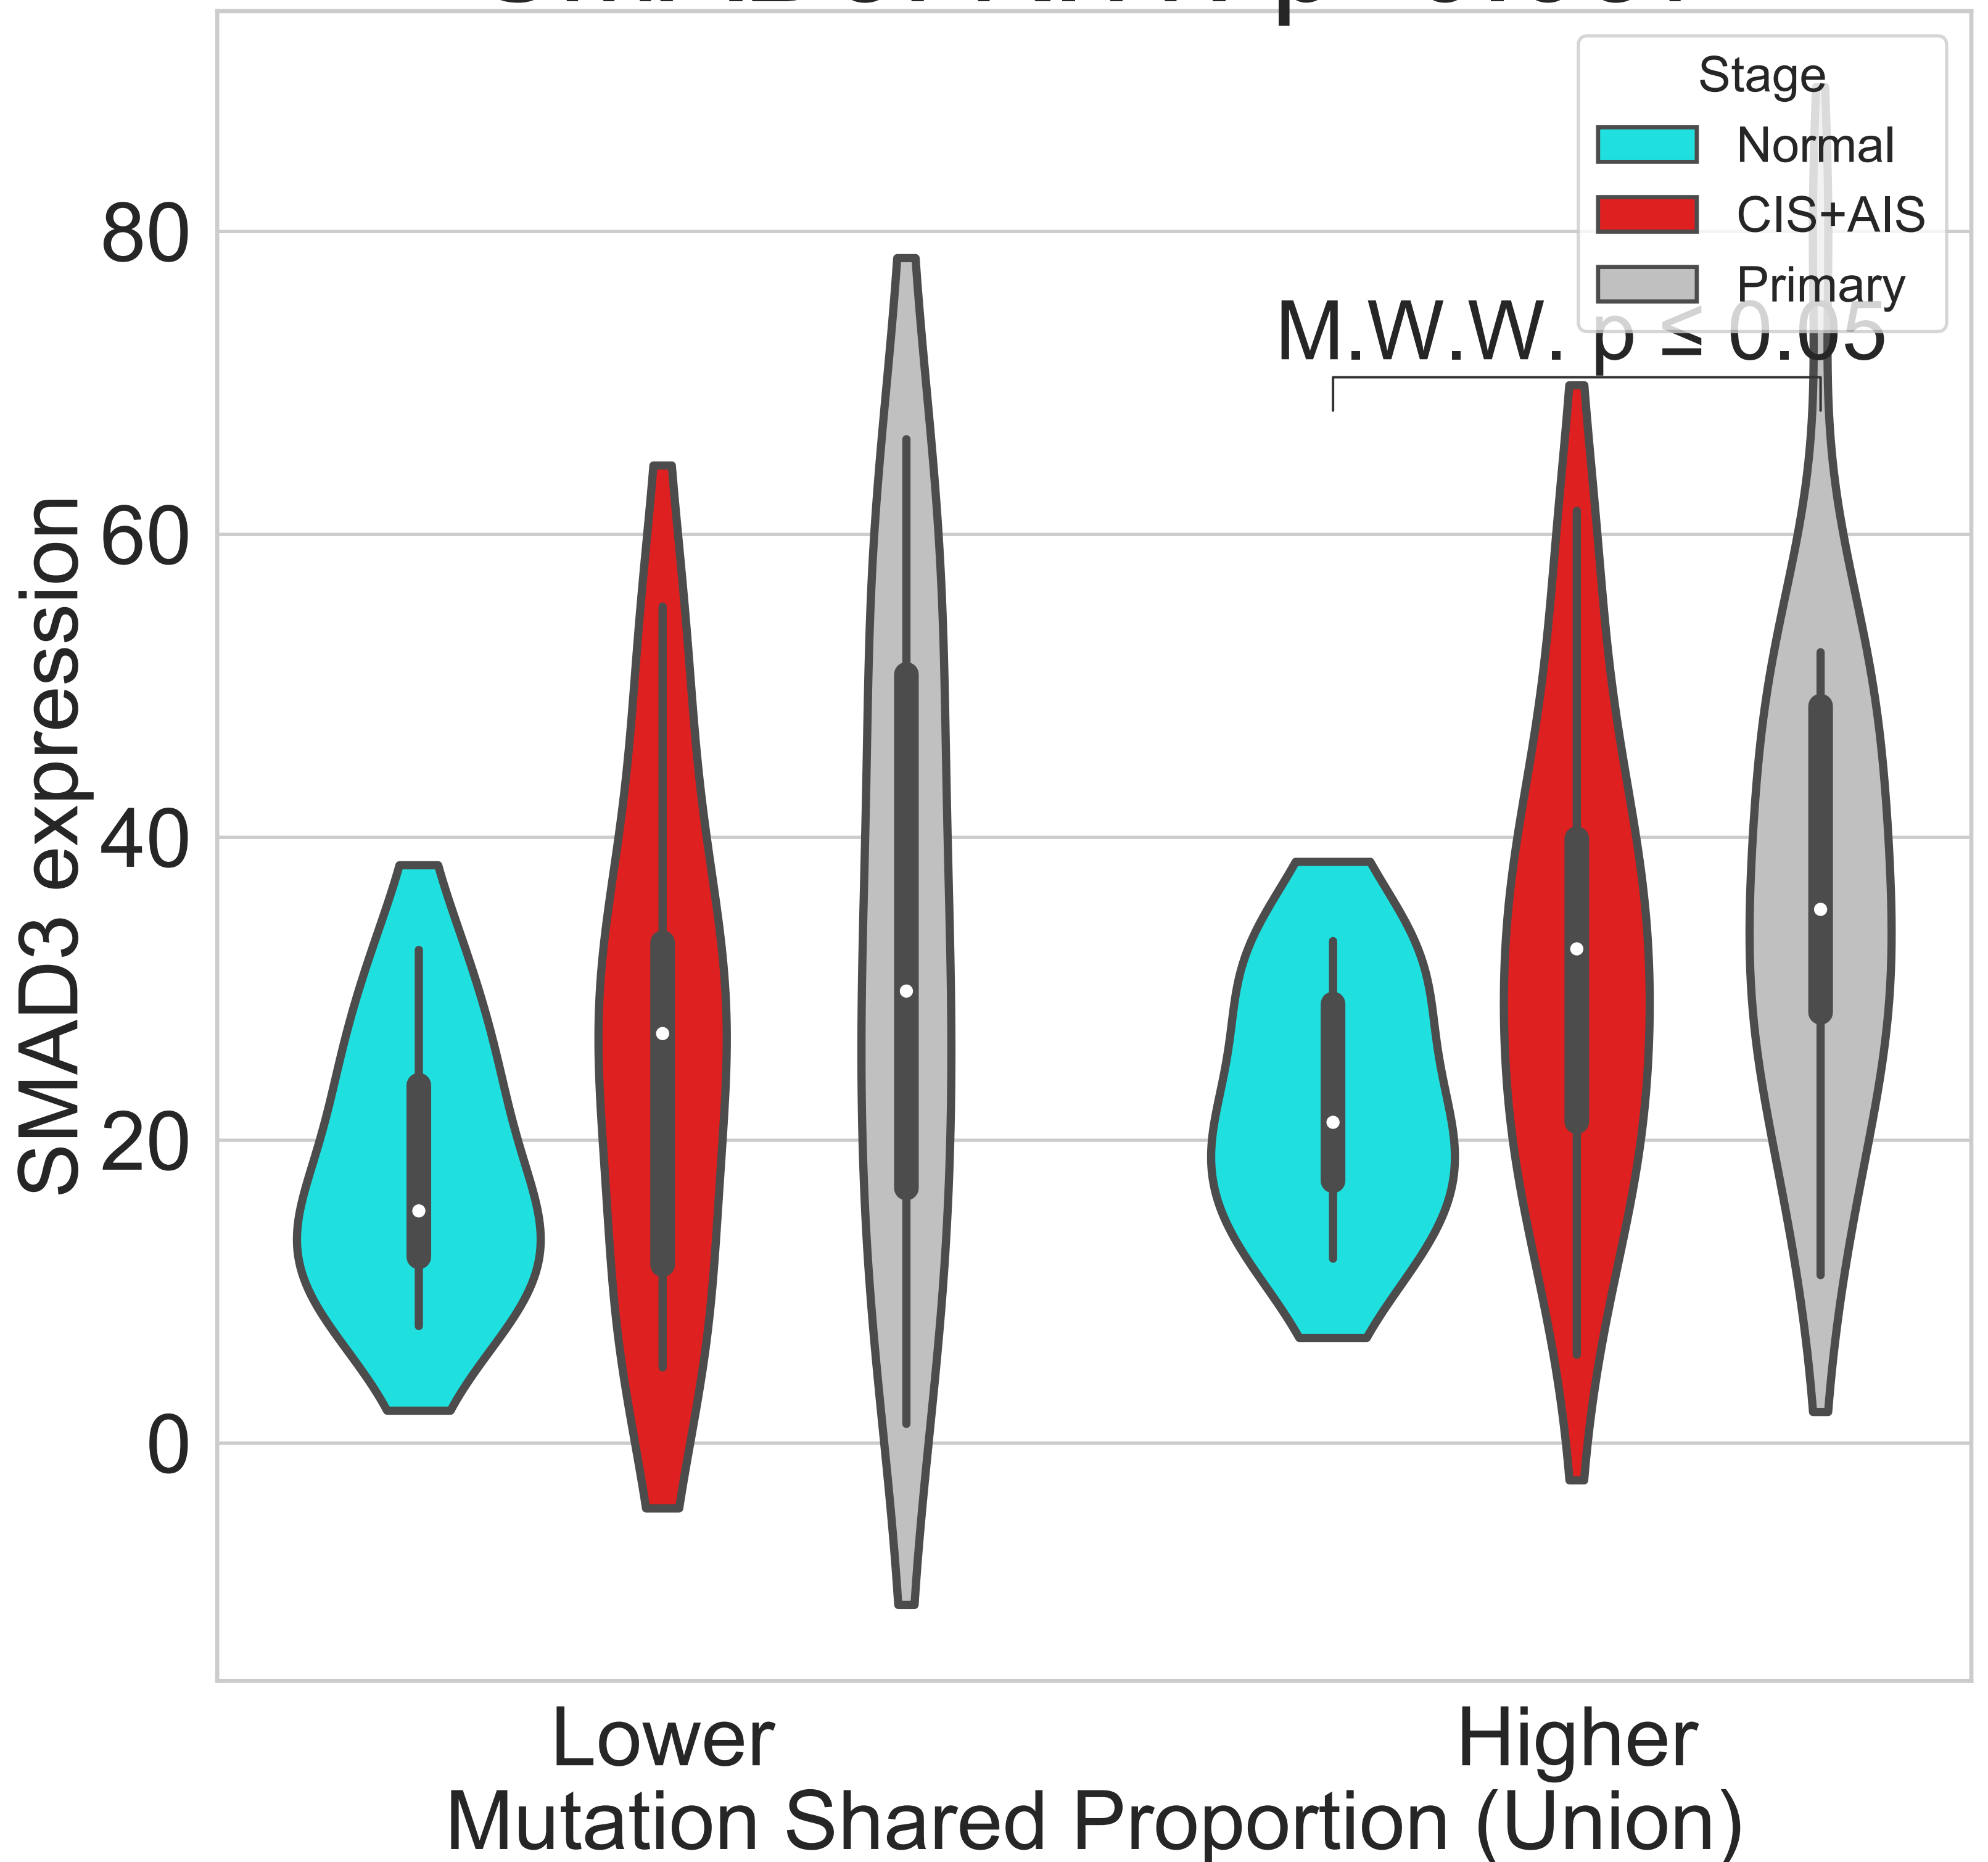 Stage
Normal
CIS+AIS
Primary
M.W.W. p ≤ 0.05
80
60
40
20
0
SMAD3 expression
Lower
Higher
Mutation Shared Proportion (Union)